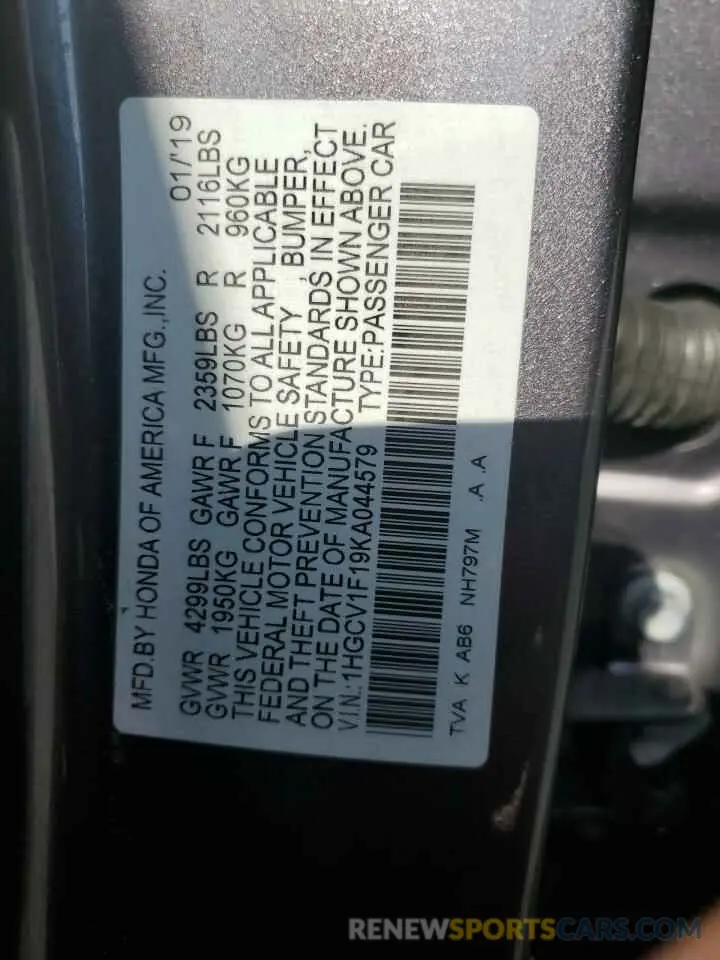 MFD.BY HONDA OF AMERICA MFG.,INC. 01/'19
GVWR 4299LBS GAWR F 2359LBS R 2116LBS
GVWR 1950KG GAWR F 1070KG R 960KG
THIS VEHICLE CONFORMS TO ALL APPLICABLE
FEDERAL MOTOR VEHICLE SAFETY, BUMPER,
AND THEFT PREVENTION STANDARDS IN EFFECT
ON THE DATE OF MANUFACTURE SHOWN ABOVE.
V.I.N.:1HGCV1F19KA044579 TYPE:PASSENGER CAR
TVA K AB6 NH797M .A .A
RENEWSPORTSCARS.COM